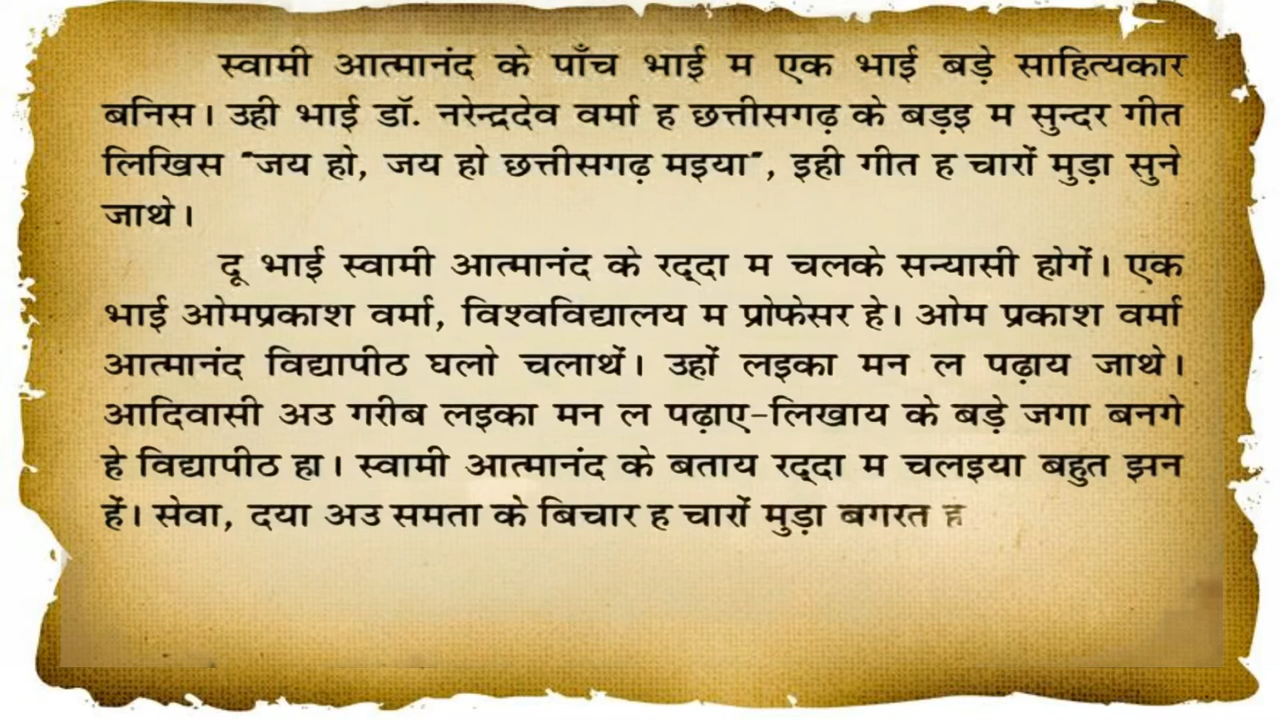 स्वामी आत्मानंद के पाँच भाई म एक भाई बड़े साहित्यकार
बनिस। उही भाई डॉ. नरेन्द्रदेव वर्मा ह छत्तीसगढ़ के बड़इ म सुन्दर गीत
लिखिस "जय हो, जय हो छत्तीसगढ़ मइया", इही गीत ह चारों मुड़ा सुने
जाथे।
दू भाई स्वामी आत्मानंद के रद्दा म चलके सन्यासी होगें। एक
भाई ओमप्रकाश वर्मा, विश्वविद्यालय म प्रोफेसर हे। ओम प्रकाश वर्मा
आत्मानंद विद्यापीठ घलो चलाथें। उहाँ लइका मन ल पढ़ाय जाथे।
आदिवासी अउ गरीब लइका मन ल पढ़ाए-लिखाय के बड़े जगा बनगे
हे विद्यापीठ हा। स्वामी आत्मानंद के बताय रद्दा म चलइया बहुत झन
हें। सेवा, दया अउ समता के बिचार ह चारों मुड़ा बगरत ह